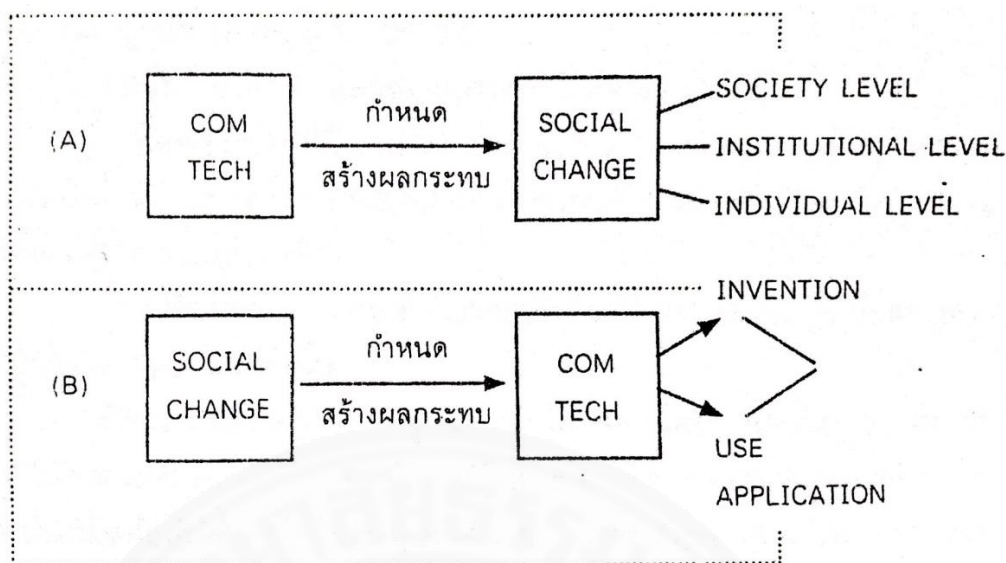 (A)
COM
TECH
กำหนด
สร้างผลกระทบ
SOCIAL
CHANGE
SOCIETY LEVEL
INSTITUTIONAL LEVEL
INDIVIDUAL LEVEL
(B)
SOCIAL
CHANGE
กำหนด
สร้างผลกระทบ
COM
TECH
INVENTION
USE
APPLICATION